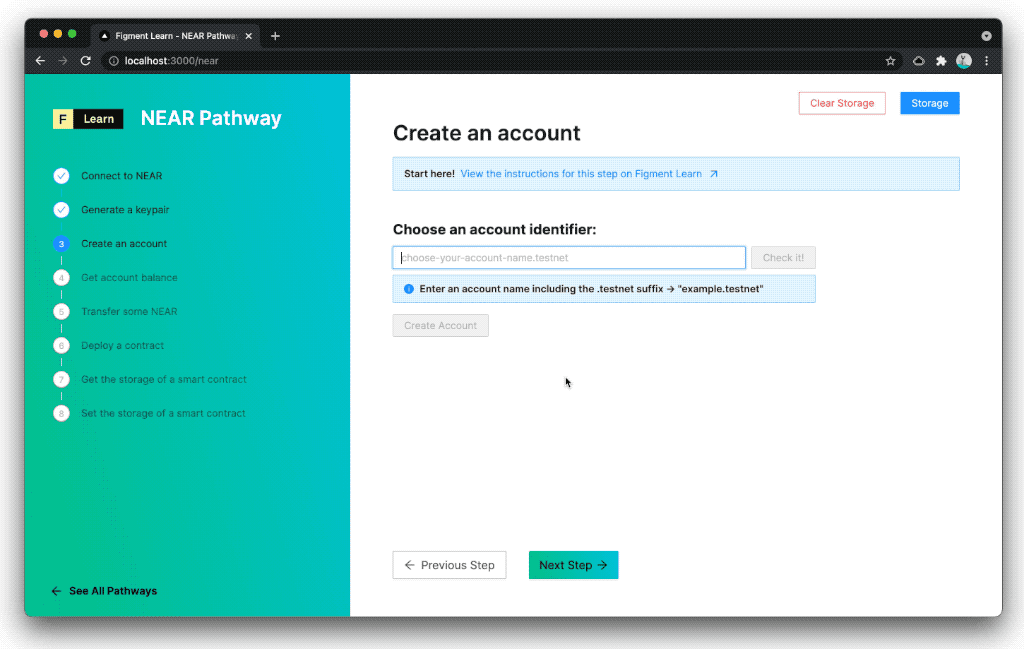 Figment Learn - NEAR Pathwa
localhost:3000/near
F Learn NEAR Pathway
Connect to NEAR
Generate a keypair
3 Create an account
4 Get account balance
5 Transfer some NEAR
6 Deploy a contract
7 Get the storage of a smart contract
8 Set the storage of a smart contract
← See All Pathways
Clear Storage
Storage
Create an account
Start here! View the instructions for this step on Figment Learn ↗
Choose an account identifier:
choose-your-account-name.testnet
Check it!
Enter an account name including the .testnet suffix → "example.testnet"
Create Account
← Previous Step
Next Step →